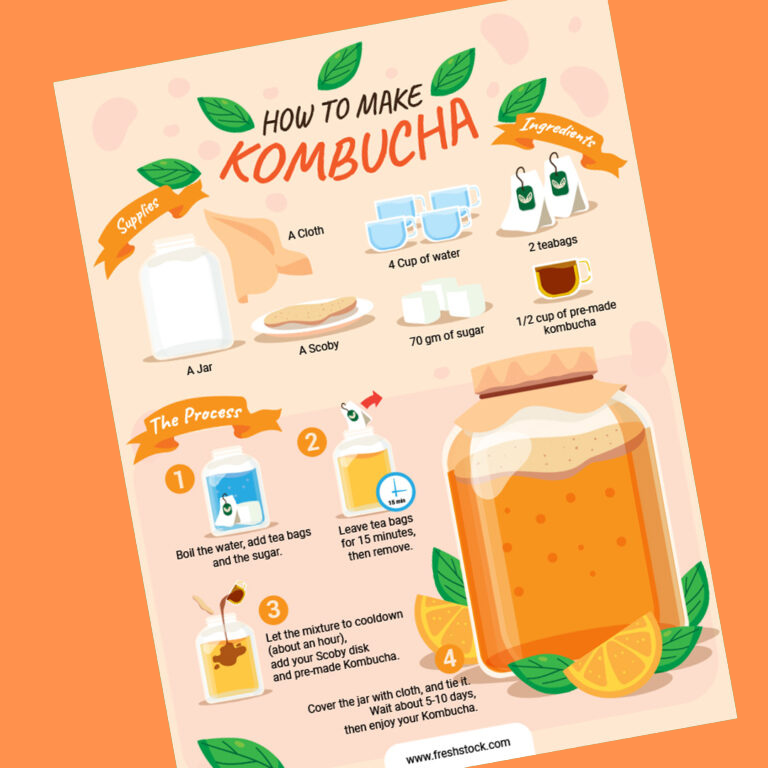 HOW TO MAKE
KOMBUCHA
Supplies
Ingredients
A Cloth
4 Cup of water
2 teabags
A Jar
A Scoby
70 gm of sugar
1/2 cup of pre-made
kombucha
The Process
1
Boil the water, add tea bags
and the sugar.
2
15 min
Leave tea bags
for 15 minutes,
then remove.
3
Let the mixture to cooldown
(about an hour),
add your Scoby disk
and pre-made Kombucha.
4
Cover the jar with cloth, and tie it.
Wait about 5-10 days,
then enjoy your Kombucha.
www.freshstock.com